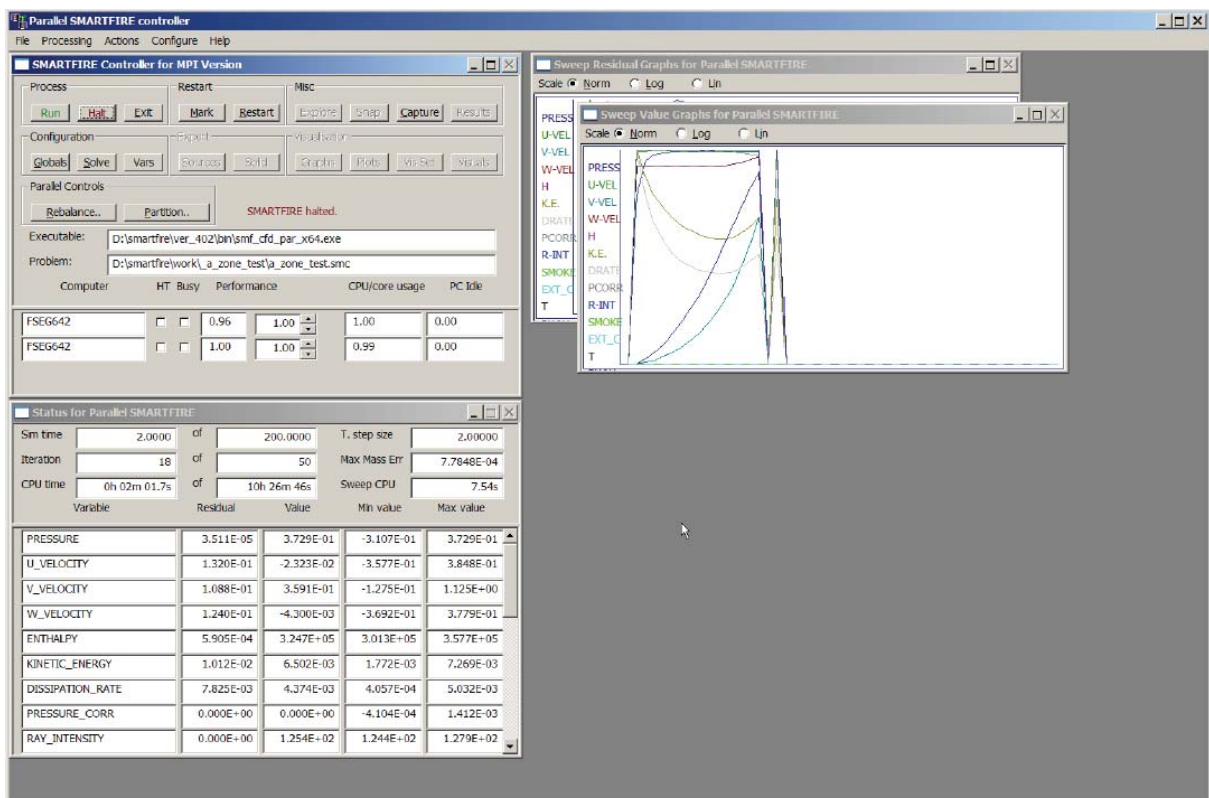 Parallel SMARTFIRE controller
File Processing Actions Configure Help
SMARTFIRE Controller for MPI Version
Process Restart Misc
Run Halt Exit Mark Restart Explore Snap Capture Results
Configuration Expert Visualisation
Globals Solve Vars Sources Solid Graphs Plots Vis-Set Visuals
Parallel Controls
Rebalance.. Partition.. SMARTFIRE halted.
Executable: D:\smartfire\ver_402\bin\smf_cfd_par_x64.exe
Problem: D:\smartfire\work\_a_zone_test\a_zone_test.smc
Computer HT Busy Performance CPU/core usage PC Idle
FSEG642 0.96 1.00 1.00 0.00
FSEG642 1.00 1.00 0.99 0.00
Status for Parallel SMARTFIRE
Sim time 2.0000 of 200.0000 T. step size 2.00000
Iteration 18 of 50 Max Mass Err 7.7848E-04
CPU time 0h 02m 01.7s of 10h 26m 46s Sweep CPU 7.54s
Variable Residual Value Min value Max value
PRESSURE 3.511E-05 3.729E-01 -3.107E-01 3.729E-01
U_VELOCITY 1.320E-01 -2.323E-02 -3.577E-01 3.848E-01
V_VELOCITY 1.088E-01 3.591E-01 -1.275E-01 1.125E+00
W_VELOCITY 1.240E-01 -4.300E-03 -3.692E-01 3.779E-01
ENTHALPY 5.905E-04 3.247E+05 3.013E+05 3.577E+05
KINETIC_ENERGY 1.012E-02 6.502E-03 1.772E-03 7.269E-03
DISSIPATION_RATE 7.825E-03 4.374E-03 4.057E-04 5.032E-03
PRESSURE_CORR 0.000E+00 0.000E+00 -4.104E-04 1.412E-03
RAY_INTENSITY 0.000E+00 1.254E+02 1.244E+02 1.279E+02
Sweep Residual Graphs for Parallel SMARTFIRE
Scale Norm Log Lin
PRESS
U-VEL
V-VEL
W-VEL
H
K.E.
DRATE
PCORR
R-INT
SMOKE
EXT_C
T
Sweep Value Graphs for Parallel SMARTFIRE
Scale Norm Log Lin
PRESS
U-VEL
V-VEL
W-VEL
H
K.E.
DRATE
PCORR
R-INT
SMOKE
EXT_C
T